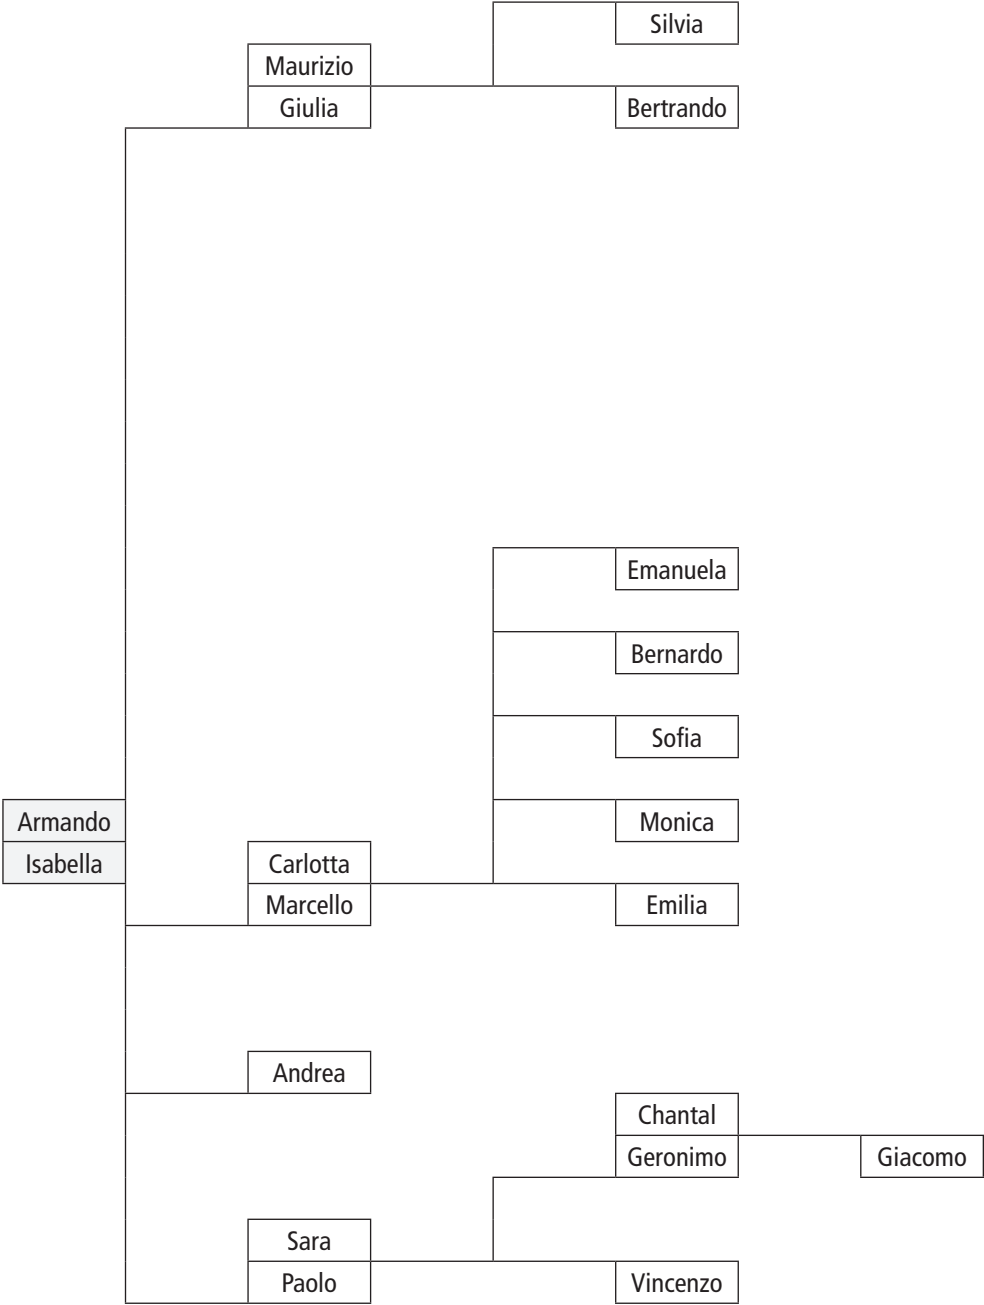 Silvia
Maurizio
Giulia
Bertrando
Emanuela
Bernardo
Sofia
Armando
Monica
Isabella
Carlotta
Marcello
Emilia
Andrea
Chantal
Geronimo
Giacomo
Sara
Paolo
Vincenzo